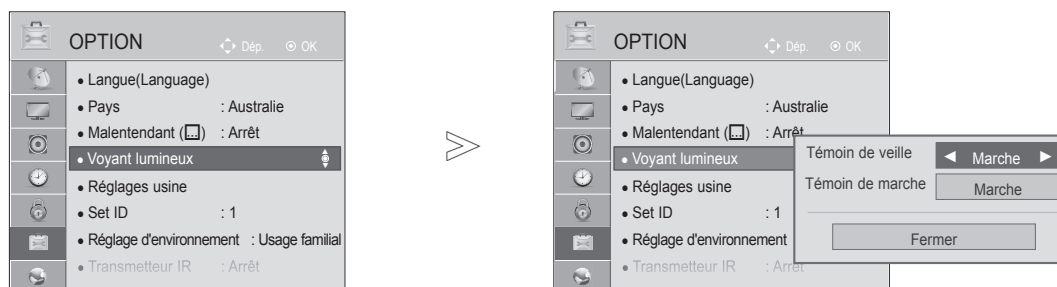 OPTION Dép. OK
Langue(Language)
Pays : Australie
Malentendant (...) : Arrêt
Voyant lumineux
Réglages usine
Set ID : 1
Réglage d'environnement : Usage familial
Transmetteur IR : Arrêt
OPTION Dép. OK
Langue(Language)
Pays : Australie
Malentendant (...) : Arrêt
Voyant lumineux
Réglages usine
Set ID : 1
Réglage d'environnement
Transmetteur IR : Arrêt
Témoin de veille ◄ Marche ►
Témoin de marche Marche
Fermer